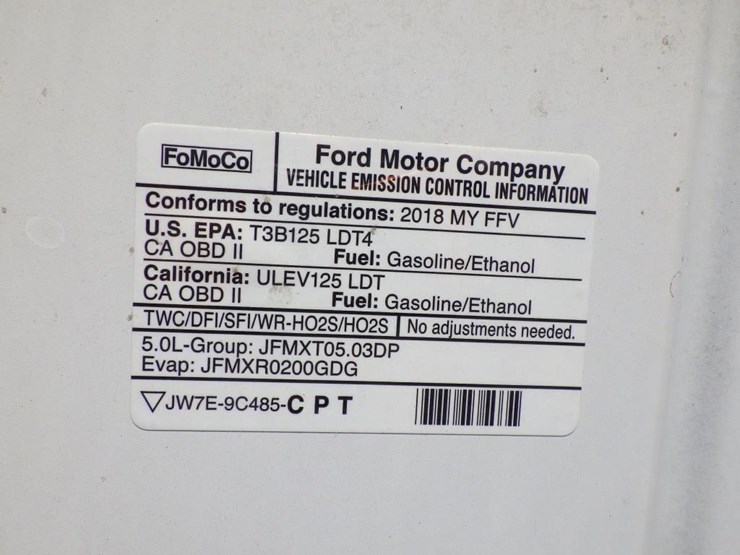 FoMoCo
Ford Motor Company
VEHICLE EMISSION CONTROL INFORMATION
Conforms to regulations: 2018 MY FFV
U.S. EPA: T3B125 LDT4
CA OBD II Fuel: Gasoline/Ethanol
California: ULEV125 LDT
CA OBD II Fuel: Gasoline/Ethanol
TWC/DFI/SFI/WR-HO2S/HO2S No adjustments needed.
5.0L-Group: JFMXT05.03DP
Evap: JFMXR0200GDG
▽JW7E-9C485-C P T